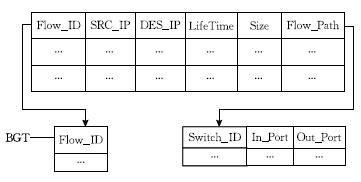 Flow_ID SRC_IP DES_IP LifeTime Size Flow_Path
... ... ... ... ... ...
... ... ... ... ... ...
BGT Flow_ID Switch_ID In_Port Out_Port
... ... ... ...